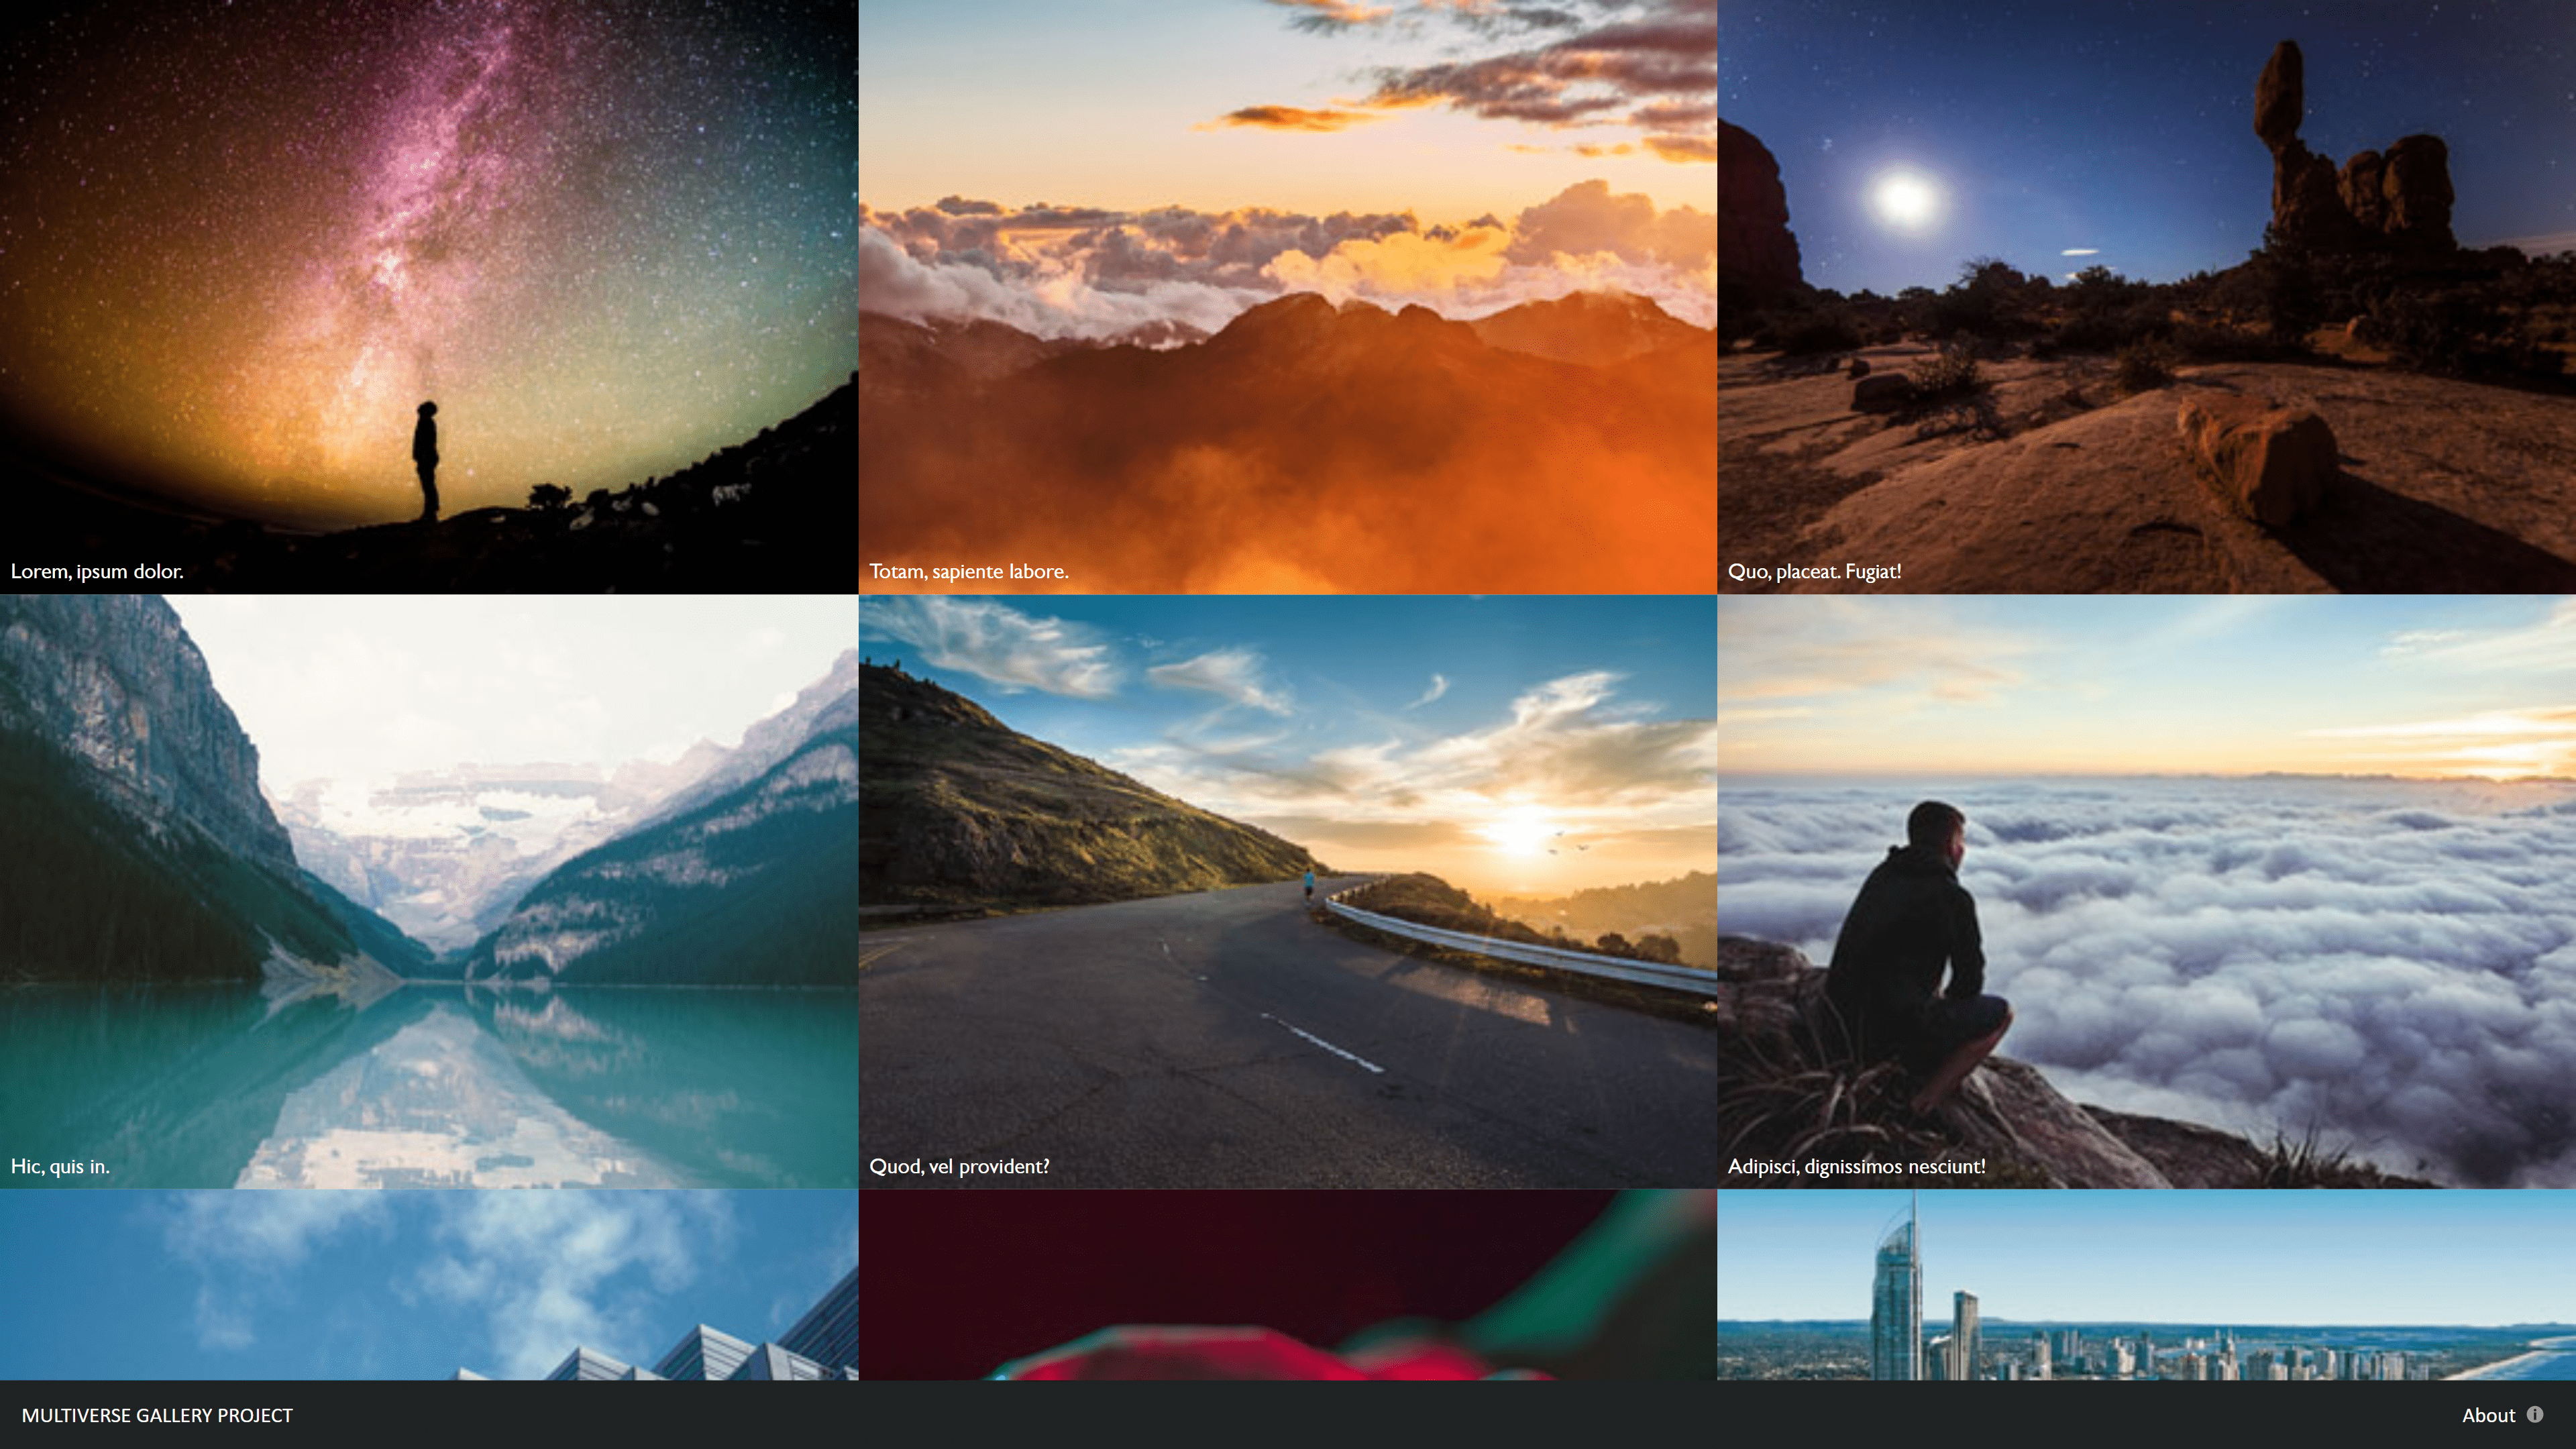 Lorem, ipsum dolor.
Totam, sapiente labore.
Quo, placeat. Fugiat!
Hic, quis in.
Quod, vel provident?
Adipisci, dignissimos nesciunt!
MULTIVERSE GALLERY PROJECT
About